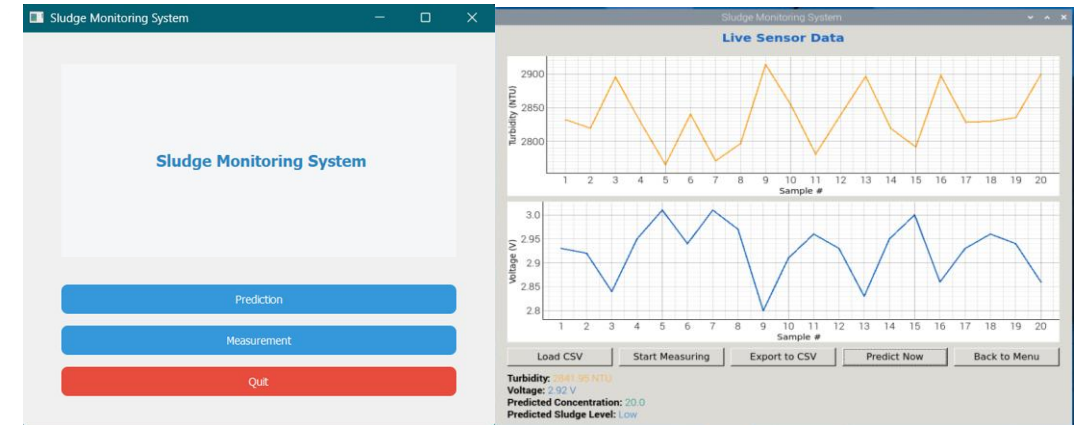 Sludge Monitoring System
Sludge Monitoring System
Prediction
Measurement
Quit
Sludge Monitoring System
Live Sensor Data
Turbidity (NTU)
2900
2850
2800
1 2 3 4 5 6 7 8 9 10 11 12 13 14 15 16 17 18 19 20
Sample #
Voltage (V)
3.0
2.95
2.9
2.85
2.8
1 2 3 4 5 6 7 8 9 10 11 12 13 14 15 16 17 18 19 20
Sample #
Load CSV Start Measuring Export to CSV Predict Now Back to Menu
Turbidity: 2841.95 NTU
Voltage: 2.92 V
Predicted Concentration: 20.0
Predicted Sludge Level: Low